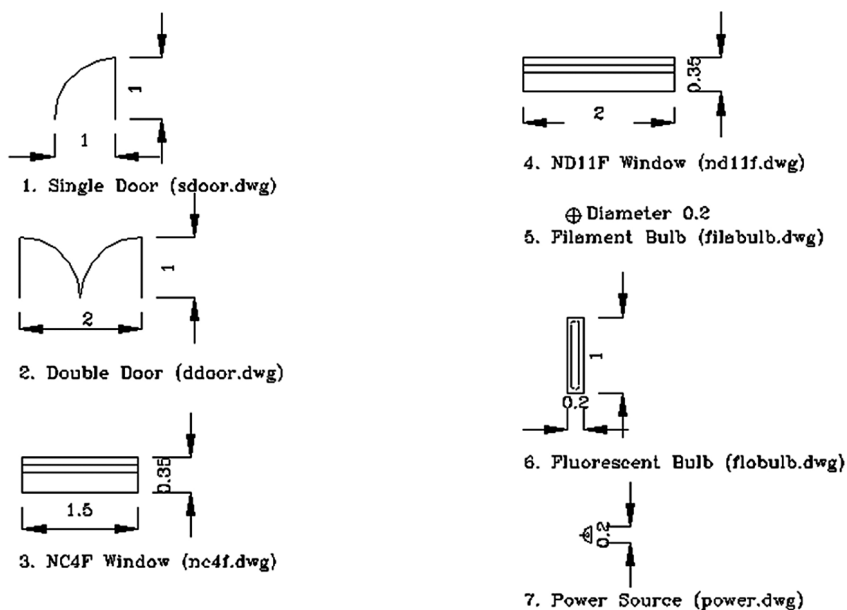 1
1
1. Single Door (sdoor.dwg)
1
2
2. Double Door (ddoor.dwg)
0.35
1.5
3. NC4F Window (nc4f.dwg)
0.35
2
4. ND11F Window (nd11f.dwg)
Diameter 0.2
5. Filament Bulb (filabulb.dwg)
1
0.2
6. Fluorescent Bulb (flobulb.dwg)
0.2
7. Power Source (power.dwg)